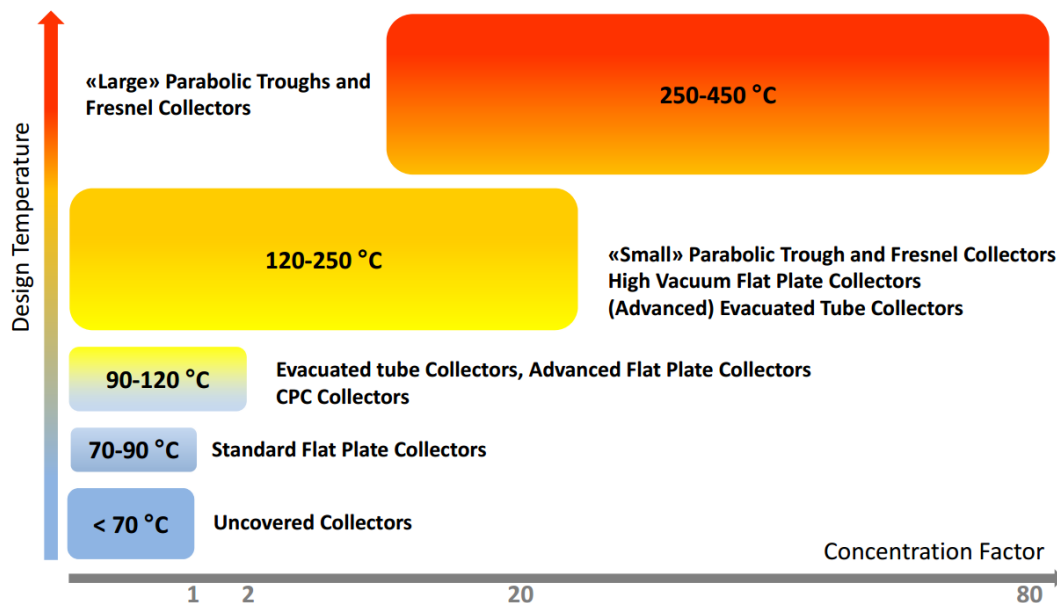 «Large» Parabolic Troughs and
Fresnel Collectors
250-450 °C
Design Temperature
120-250 °C
«Small» Parabolic Trough and Fresnel Collectors
High Vacuum Flat Plate Collectors
(Advanced) Evacuated Tube Collectors
90-120 °C
Evacuated tube Collectors, Advanced Flat Plate Collectors
CPC Collectors
70-90 °C
Standard Flat Plate Collectors
< 70 °C
Uncovered Collectors
Concentration Factor
1 2 20 80